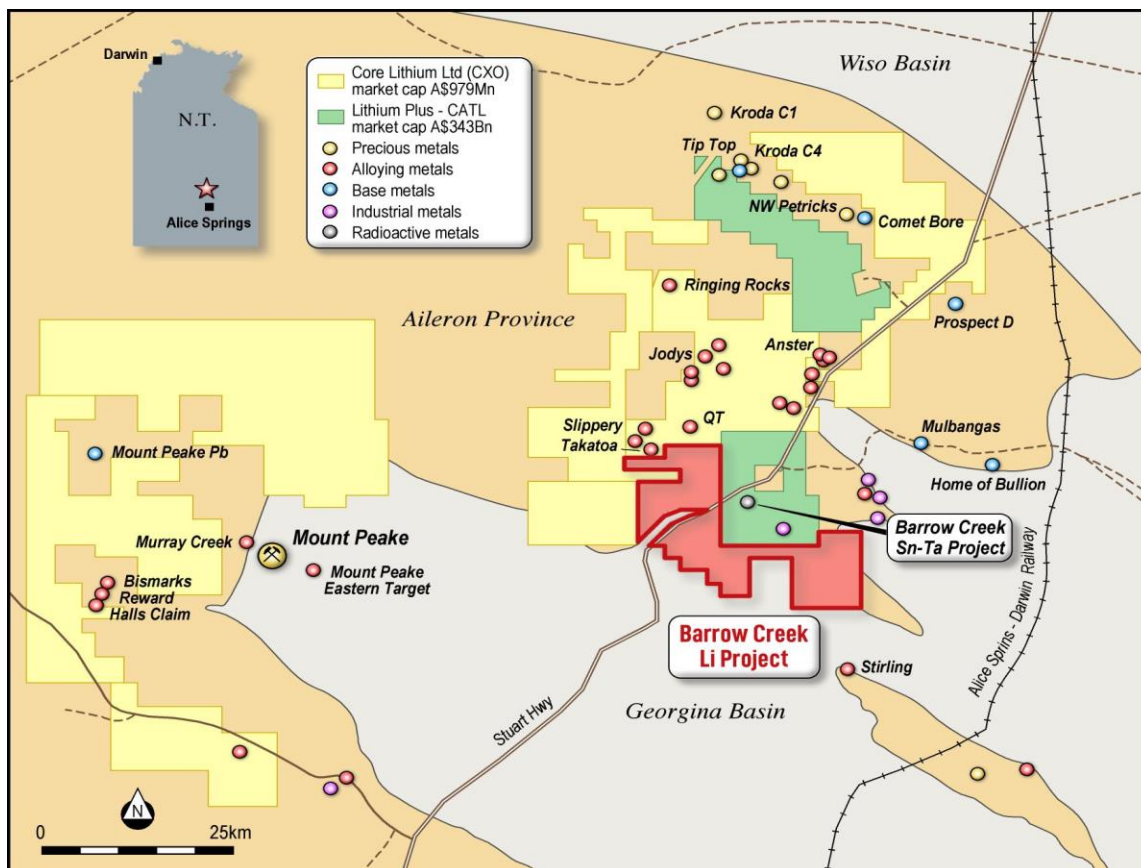 Darwin
N.T.
Alice Springs
Core Lithium Ltd (CXO)
market cap A$979Mn
Lithium Plus - CATL
market cap A$343Bn
Precious metals
Alloying metals
Base metals
Industrial metals
Radioactive metals
Wiso Basin
Kroda C1
Tip Top
Kroda C4
NW Petricks
Comet Bore
Ringing Rocks
Prospect D
Aileron Province
Jodys
Anster
Slippery
QT
Takatoa
Mulbangas
Home of Bullion
Mount Peake Pb
Barrow Creek
Sn-Ta Project
Murray Creek
Mount Peake
Mount Peake
Eastern Target
Bismarks
Reward
Halls Claim
Barrow Creek
Li Project
Stirling
Alice Sprins - Darwin Railway
Stuart Hwy
Georgina Basin
N
0
25km